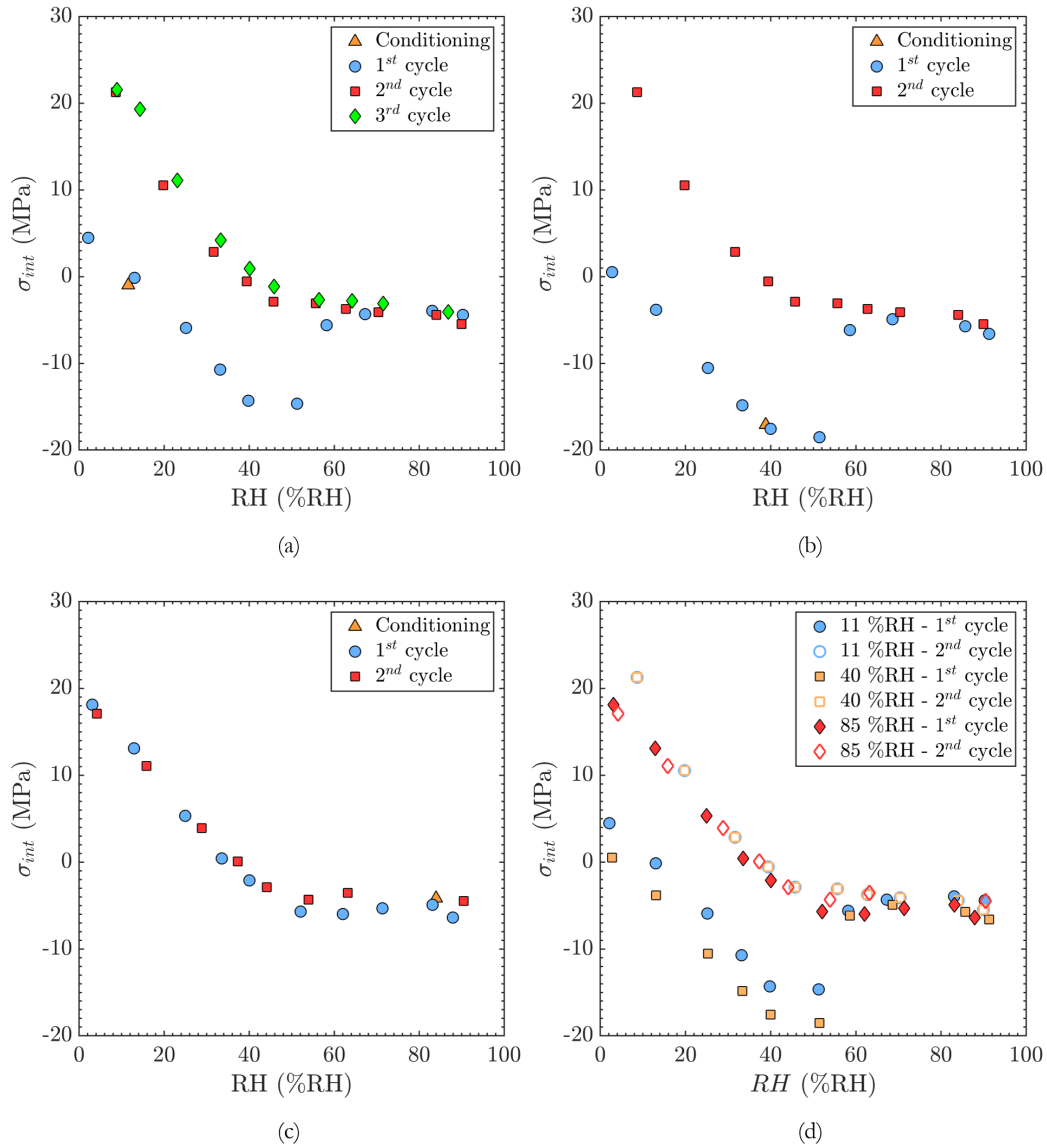 30
20
10
0
-10
-20
σint (MPa)
0 20 40 60 80 100
RH (%RH)
Conditioning
1st cycle
2nd cycle
3rd cycle
(a)
30
20
10
0
-10
-20
σint (MPa)
0 20 40 60 80 100
RH (%RH)
Conditioning
1st cycle
2nd cycle
(b)
30
20
10
0
-10
-20
σint (MPa)
0 20 40 60 80 100
RH (%RH)
Conditioning
1st cycle
2nd cycle
(c)
30
20
10
0
-10
-20
σint (MPa)
0 20 40 60 80 100
RH (%RH)
11 %RH - 1st cycle
11 %RH - 2nd cycle
40 %RH - 1st cycle
40 %RH - 2nd cycle
85 %RH - 1st cycle
85 %RH - 2nd cycle
(d)